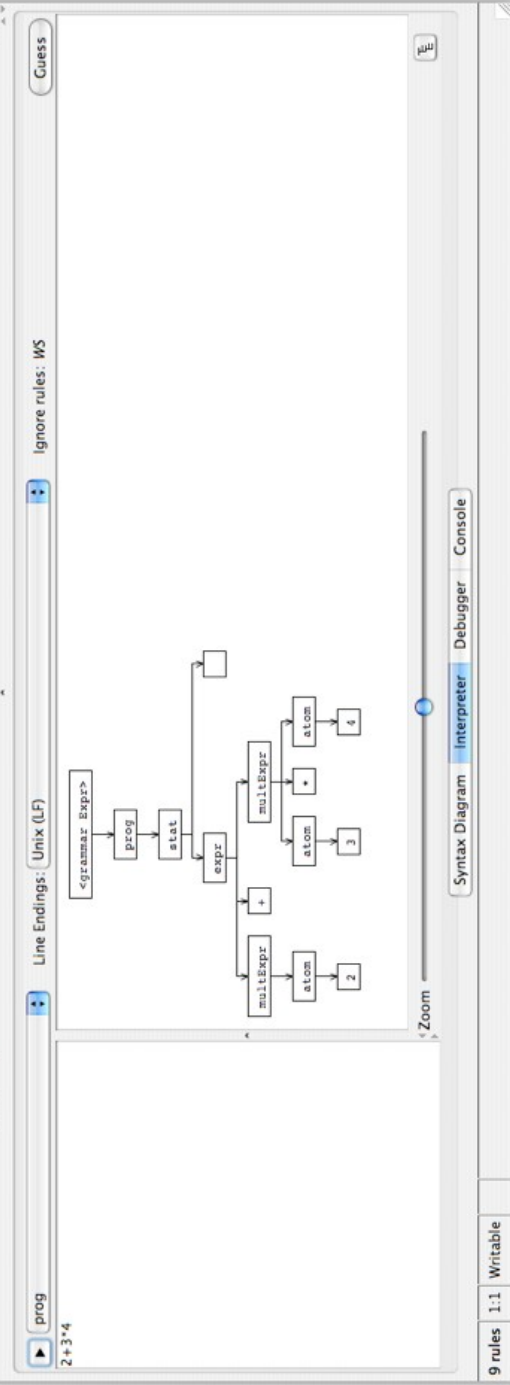 prog Line Endings: Unix (LF) Ignore rules: WS Guess
2+3*4
<grammar Expr>
prog
stat
expr
multExpr + multExpr
atom atom * atom
2 3 4
Zoom
Syntax Diagram Interpreter Debugger Console
9 rules 1:1 Writable